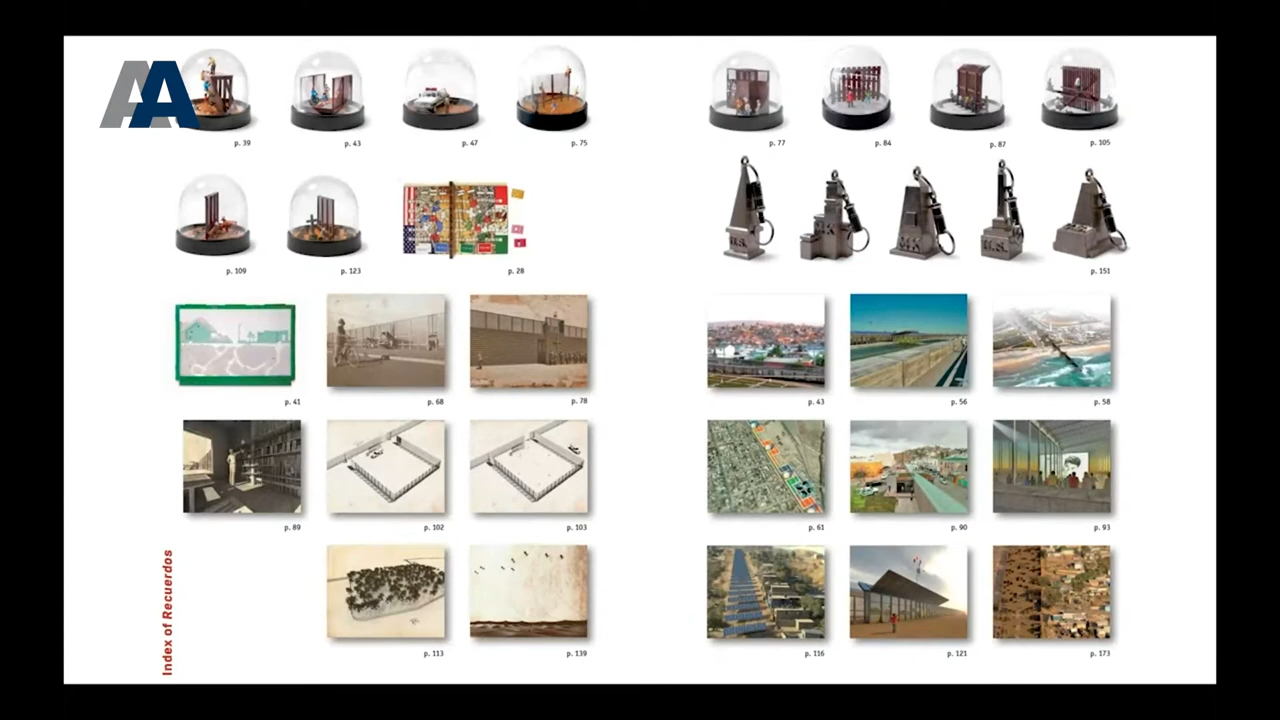 AA
p. 39
p. 43
p. 47
p. 75
p. 77
p. 84
p. 87
p. 105
p. 109
p. 123
p. 28
U.S.
U.S.
p. 151
p. 41
p. 68
p. 78
p. 43
p. 56
p. 58
p. 89
p. 102
p. 103
p. 61
p. 90
p. 93
Index of Recuerdos
p. 113
p. 139
p. 116
p. 121
p. 173